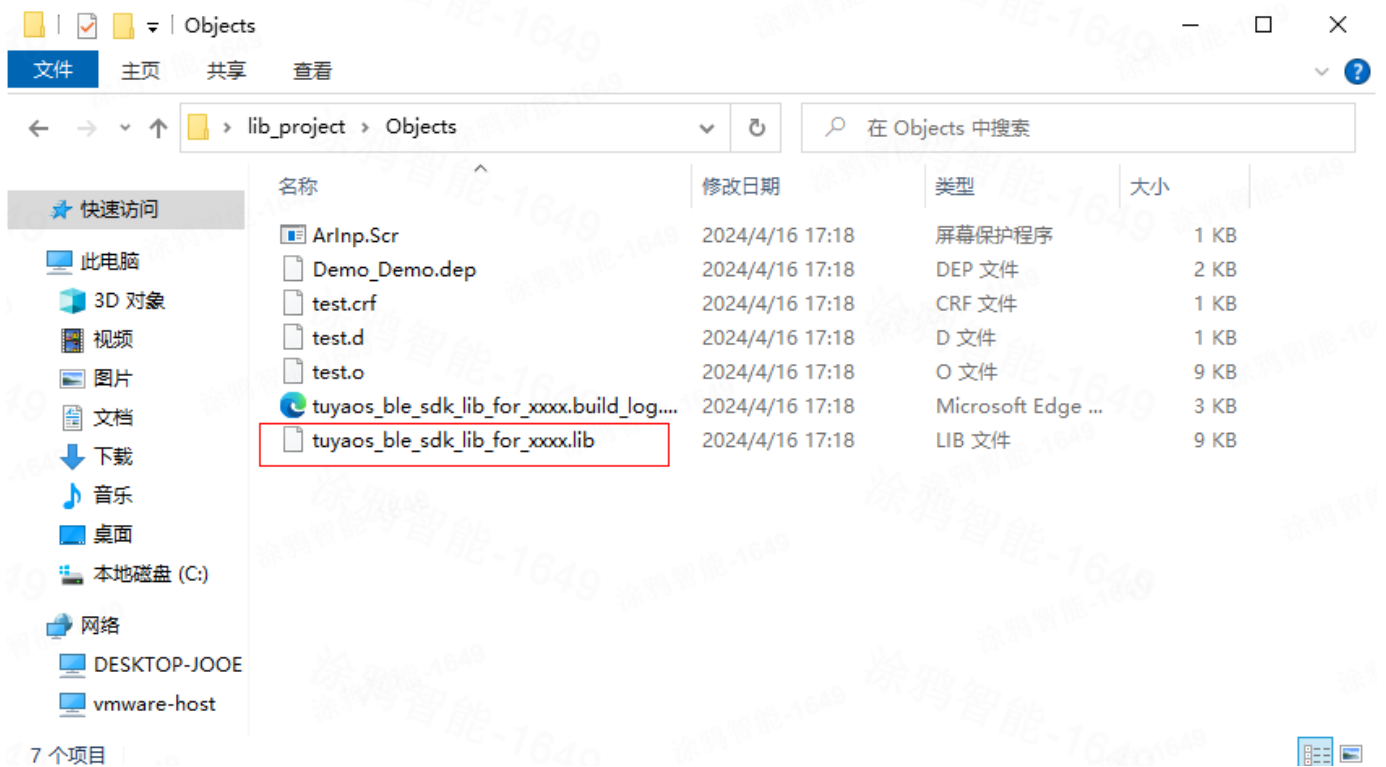 Objects
文件 主页 共享 查看
lib_project › Objects 在 Objects 中搜索
名称 修改日期 类型 大小
快速访问
此电脑
3D 对象
视频
图片
文档
下载
音乐
桌面
本地磁盘 (C:)
网络
DESKTOP-JOOE
vmware-host
ArInp.Scr 2024/4/16 17:18 屏幕保护程序 1 KB
Demo_Demo.dep 2024/4/16 17:18 DEP 文件 2 KB
test.crf 2024/4/16 17:18 CRF 文件 1 KB
test.d 2024/4/16 17:18 D 文件 1 KB
test.o 2024/4/16 17:18 O 文件 9 KB
tuyaos_ble_sdk_lib_for_xxxx.build_log.... 2024/4/16 17:18 Microsoft Edge ... 3 KB
tuyaos_ble_sdk_lib_for_xxxx.lib 2024/4/16 17:18 LIB 文件 9 KB
7 个项目
涂鸦智能-1649